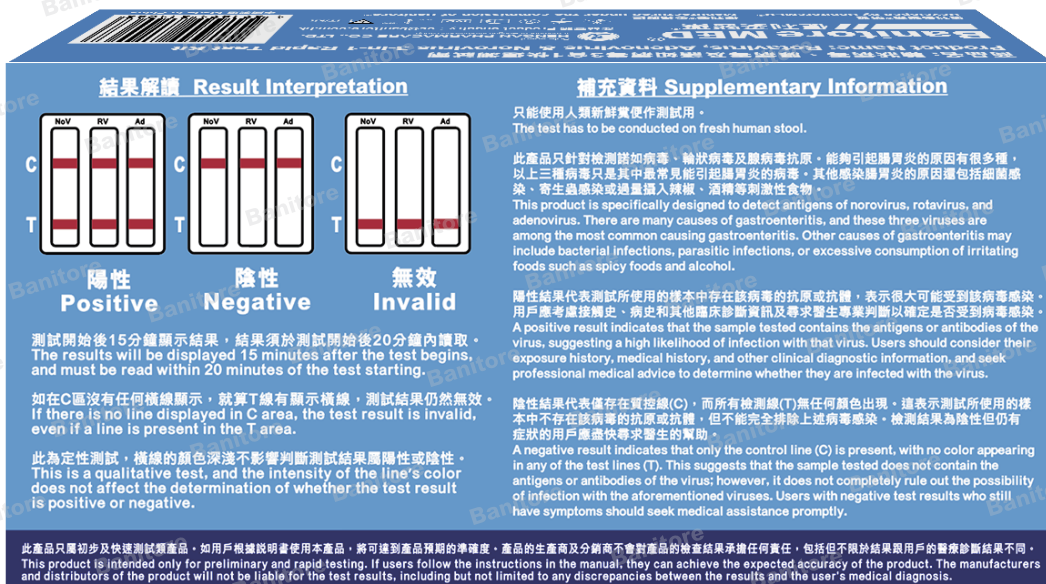 Banitore MED
結果解讀 Result Interpretation
NoV RV Ad
NoV RV Ad
NoV RV Ad
C
C
C
T
T
T
陽性
Positive
陰性
Negative
無效
Invalid
測試開始後15分鐘顯示結果，結果須於測試開始後20分鐘內讀取。
The results will be displayed 15 minutes after the test begins,
and must be read within 20 minutes of the test starting.
如在C區沒有任何橫線顯示，就算T線有顯示橫線，測試結果仍然無效。
If there is no line displayed in C area, the test result is invalid,
even if a line is present in the T area.
此為定性測試，橫線的顏色深淺不影響判斷測試結果屬陽性或陰性。
This is a qualitative test, and the intensity of the line's color
does not affect the determination of whether the test result
is positive or negative.
補充資料 Supplementary Information
只能使用人類新鮮糞便作測試用。
The test has to be conducted on fresh human stool.
此產品只針對檢測諾如病毒、輪狀病毒及腺病毒抗原。能夠引起腸胃炎的原因有很多種，
以上三種病毒只是其中最常見能引起腸胃炎的病毒。其他感染腸胃炎的原因還包括細菌感
染、寄生蟲感染或過量攝入辣椒、酒精等刺激性食物。
This product is specifically designed to detect antigens of norovirus, rotavirus, and
adenovirus. There are many causes of gastroenteritis, and these three viruses are
among the most common causing gastroenteritis. Other causes of gastroenteritis may
include bacterial infections, parasitic infections, or excessive consumption of irritating
foods such as spicy foods and alcohol.
陽性結果代表測試所使用的樣本中存在該病毒的抗原或抗體，表示很大可能受到該病毒感染。
用戶應考慮接觸史、病史和其他臨床診斷資訊及尋求醫生專業判斷以確定是否受到病毒感染。
A positive result indicates that the sample tested contains the antigens or antibodies of the
virus, suggesting a high likelihood of infection with that virus. Users should consider their
exposure history, medical history, and other clinical diagnostic information, and seek
professional medical advice to determine whether they are infected with the virus.
陰性結果代表僅存在質控線(C)，而所有檢測線(T)無任何顏色出現。這表示測試所使用的樣
本中不存在該病毒的抗原或抗體，但不能完全排除上述病毒感染。檢測結果為陰性但仍有
症狀的用戶應盡快尋求醫生的幫助。
A negative result indicates that only the control line (C) is present, with no color appearing
in any of the test lines (T). This suggests that the sample tested does not contain the
antigens or antibodies of the virus; however, it does not completely rule out the possibility
of infection with the aforementioned viruses. Users with negative test results who still
have symptoms should seek medical assistance promptly.
此產品只屬初步及快速測試類產品。如用戶根據説明書使用本產品，將可達到產品預期的準確度。產品的生產商及分銷商不會對產品的檢查結果承擔任何責任，包括但不限於結果跟用戶的醫療診斷結果不同。
This product is intended only for preliminary and rapid testing. If users follow the instructions in the manual, they can achieve the expected accuracy of the product. The manufacturers
and distributors of the product will not be liable for the test results, including but not limited to any discrepancies between the results and the user's medical diagnosis.